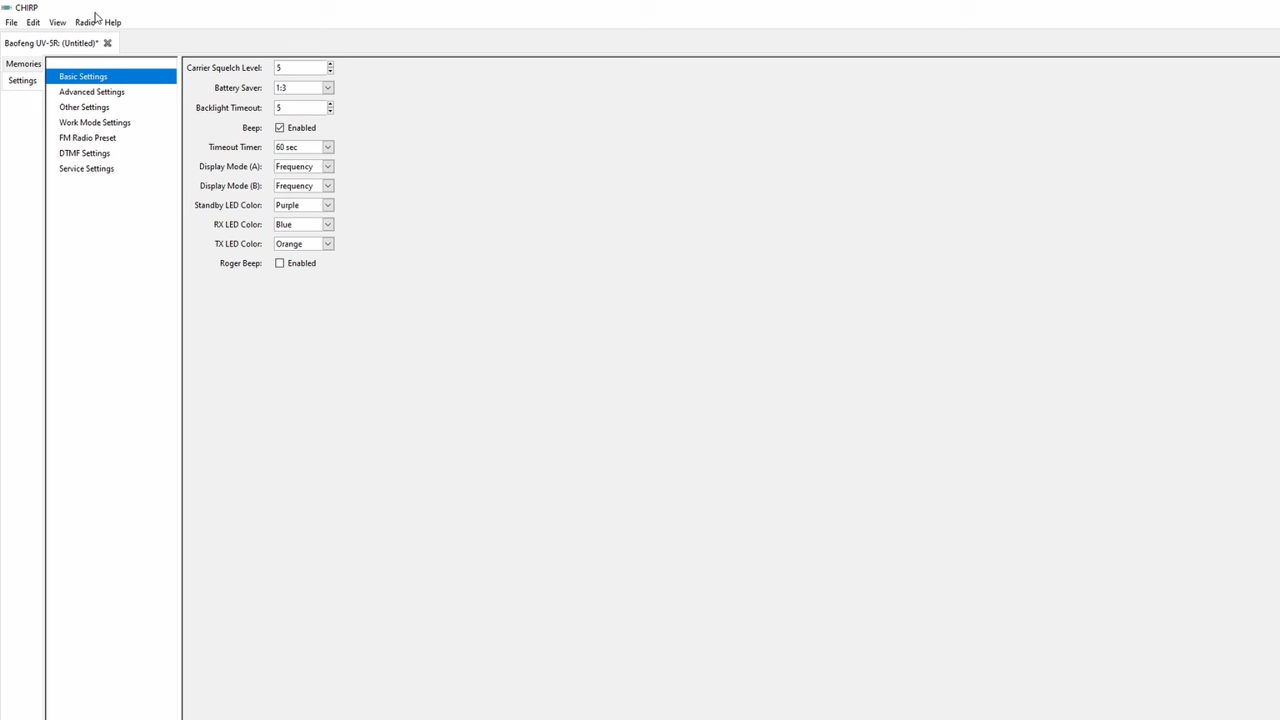 CHIRP
File Edit View Radio Help
Baofeng UV-5R: (Untitled)*
Memories
Settings
Basic Settings
Advanced Settings
Other Settings
Work Mode Settings
FM Radio Preset
DTMF Settings
Service Settings
Carrier Squelch Level: 5
Battery Saver: 1:3
Backlight Timeout: 5
Beep: Enabled
Timeout Timer: 60 sec
Display Mode (A): Frequency
Display Mode (B): Frequency
Standby LED Color: Purple
RX LED Color: Blue
TX LED Color: Orange
Roger Beep: Enabled